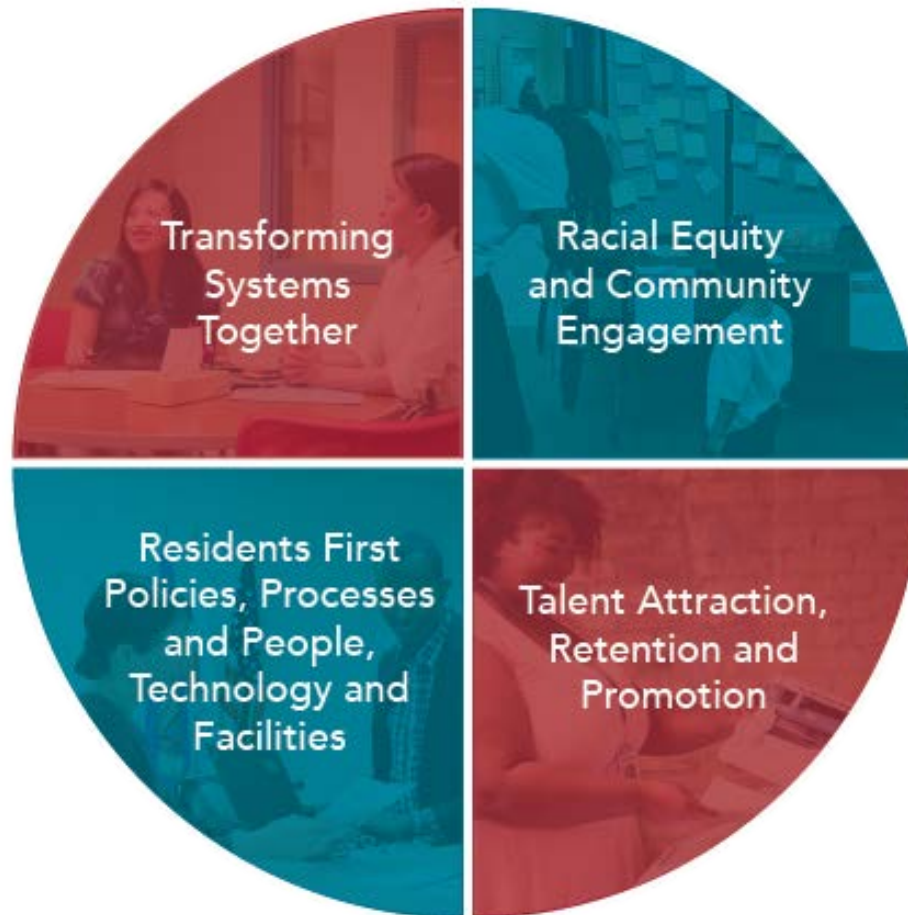 Transforming
Systems
Together
Racial Equity
and Community
Engagement
Residents First
Policies, Processes
and People,
Technology and
Facilities
Talent Attraction,
Retention and
Promotion